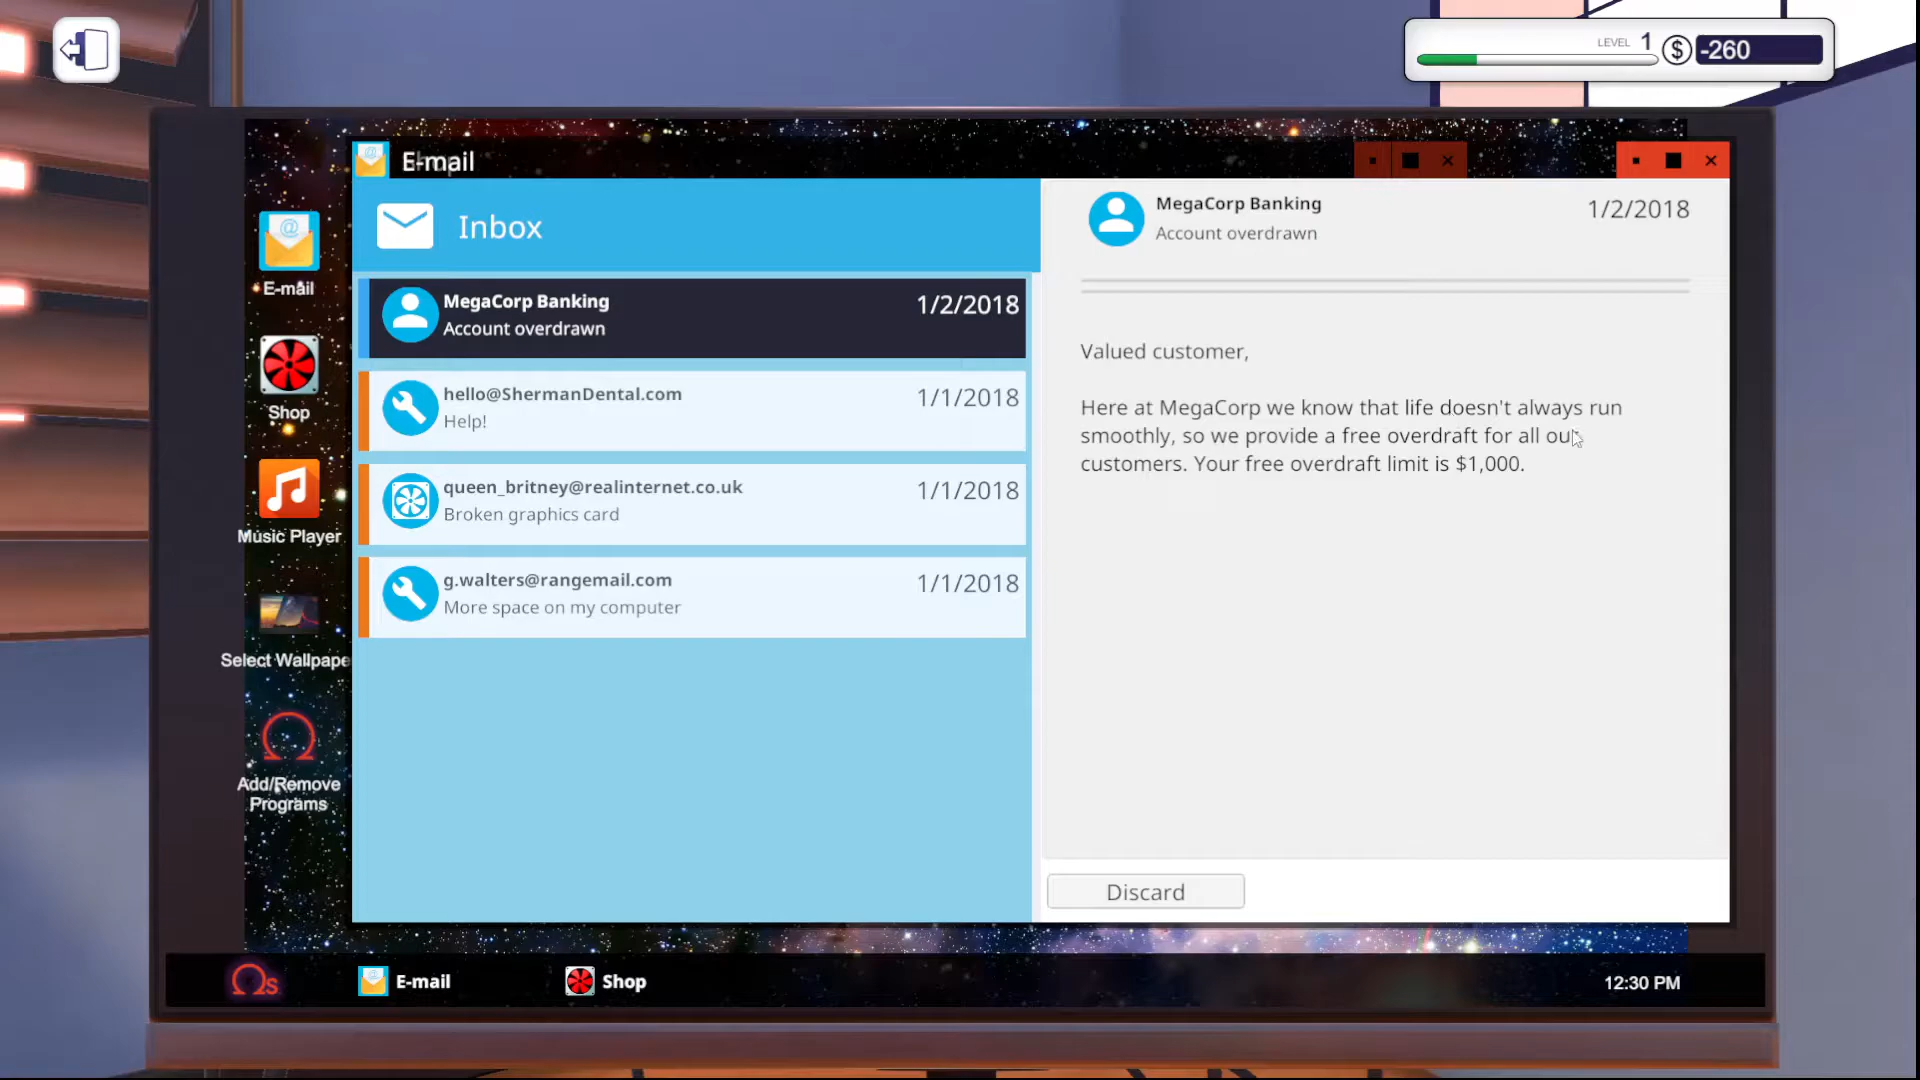 LEVEL 1
$ -260
E-mail
Inbox
MegaCorp Banking
1/2/2018
Account overdrawn
hello@ShermanDental.com
1/1/2018
Help!
queen_britney@realinternet.co.uk
1/1/2018
Broken graphics card
g.walters@rangemail.com
1/1/2018
More space on my computer
MegaCorp Banking
1/2/2018
Account overdrawn
Valued customer,
Here at MegaCorp we know that life doesn't always run
smoothly, so we provide a free overdraft for all our
customers. Your free overdraft limit is $1,000.
Discard
E-mail
Shop
Music Player
Select Wallpape
Add/Remove
Programs
Ωs
E-mail
Shop
12:30 PM